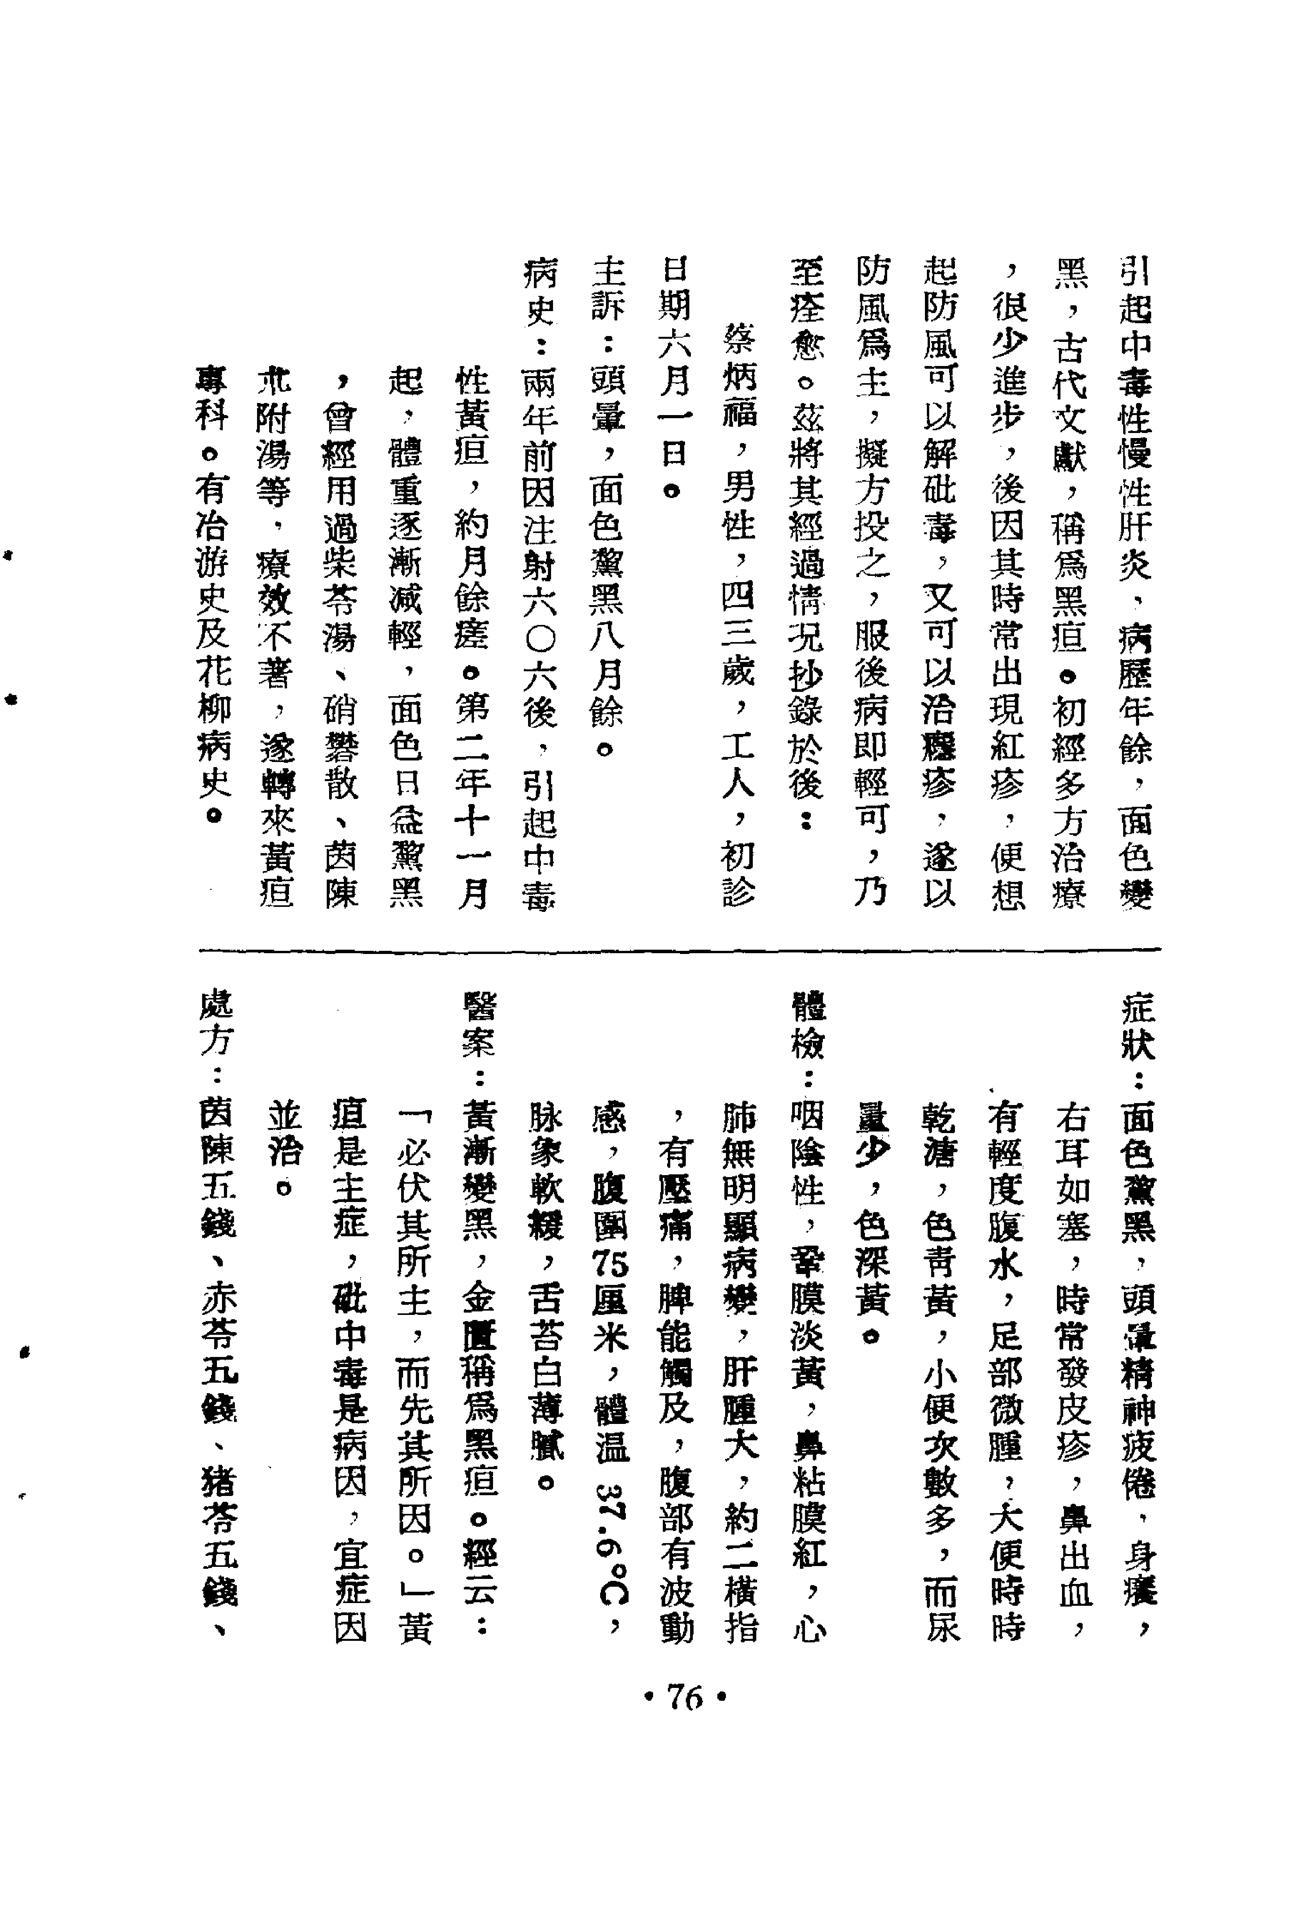 引起中毒性慢性肝炎，病歷年餘，面色變
黑，古代文獻，稱爲黑疸。初經多方治療
，很少進步，後因其時常出現紅疹，便想
起防風可以解砒毒，又可以治癮疹，遂以
防風爲主，擬方投之，服後病即輕可，乃
至痊愈。茲將其經過情況抄錄於後：
蔡炳福，男性，四三歲，工人，初診
日期六月一日。
主訴：頭暈，面色黧黑八月餘。
病史：兩年前因注射六〇六後，引起中毒
性黃疸，約月餘瘥。第二年十一月
起，體重逐漸減輕，面色日益黧黑
，曾經用過柴苓湯、硝礬散、茵陳
朮附湯等，療效不著，遂轉來黃疸
專科。有冶游史及花柳病史。
症狀：面色黧黑，頭暈精神疲倦，身癢，
右耳如塞，時常發皮疹，鼻出血，
有輕度腹水，足部微腫，大便時時
乾溏，色靑黃，小便次數多，而尿
量少，色深黃。
體檢：咽陰性，鞏膜淡黃，鼻粘膜紅，心
肺無明顯病變，肝腫大，約二橫指
，有壓痛，脾能觸及，腹部有波動
感，腹圍75厘米，體温 37.6°C，
脉象軟緩，舌苔白薄膩。
醫案：黃漸變黑，金匱稱爲黑疸。經云：
「必伏其所主，而先其所因。」黃
疸是主症，砒中毒是病因，宜症因
並治。
處方：茵陳五錢、赤苓五錢、猪苓五錢、
• 76 •